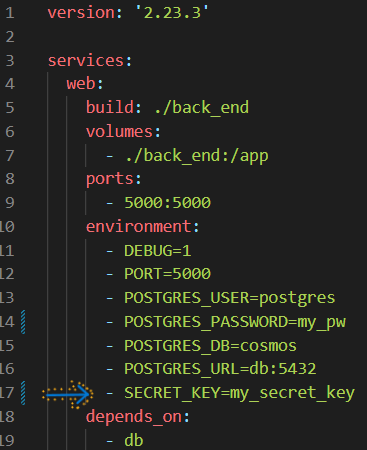 1 version: '2.23.3'
2
3 services:
4 web:
5 build: ./back_end
6 volumes:
7 - ./back_end:/app
8 ports:
9 - 5000:5000
10 environment:
11 - DEBUG=1
12 - PORT=5000
13 - POSTGRES_USER=postgres
14 - POSTGRES_PASSWORD=my_pw
15 - POSTGRES_DB=cosmos
16 - POSTGRES_URL=db:5432
17 - SECRET_KEY=my_secret_key
18 depends_on:
19 - db